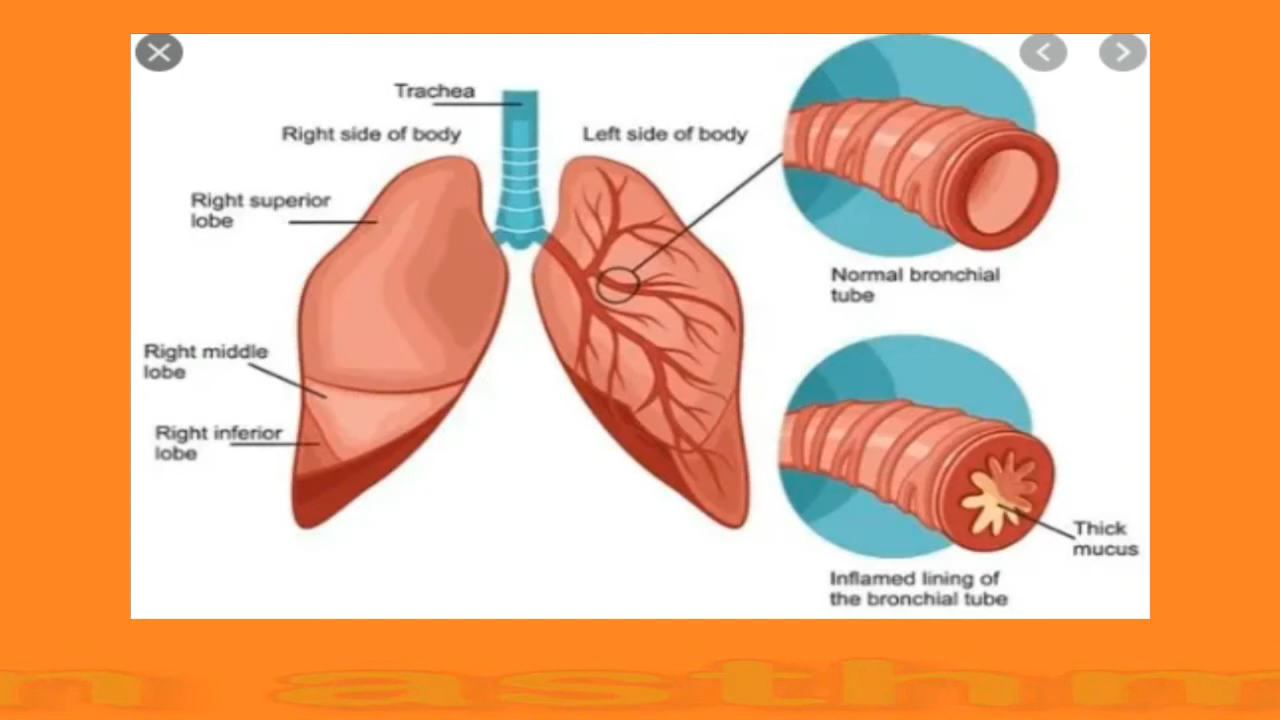 Trachea
Right side of body
Left side of body
Right superior
lobe
Right middle
lobe
Right inferior
lobe
Normal bronchial
tube
Thick
mucus
Inflamed lining of
the bronchial tube
n asthm